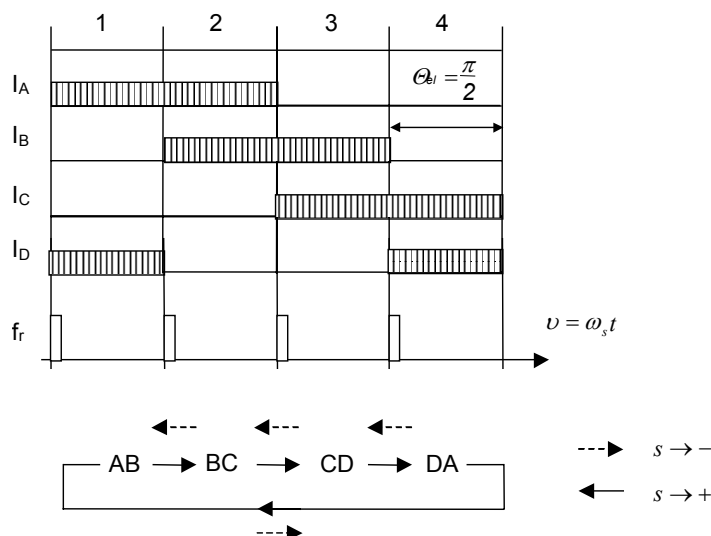 1 2 3 4
I_A
Θ_el = π/2
I_B
I_C
I_D
f_r
υ = ω_s t
AB BC CD DA
s → −
s → +